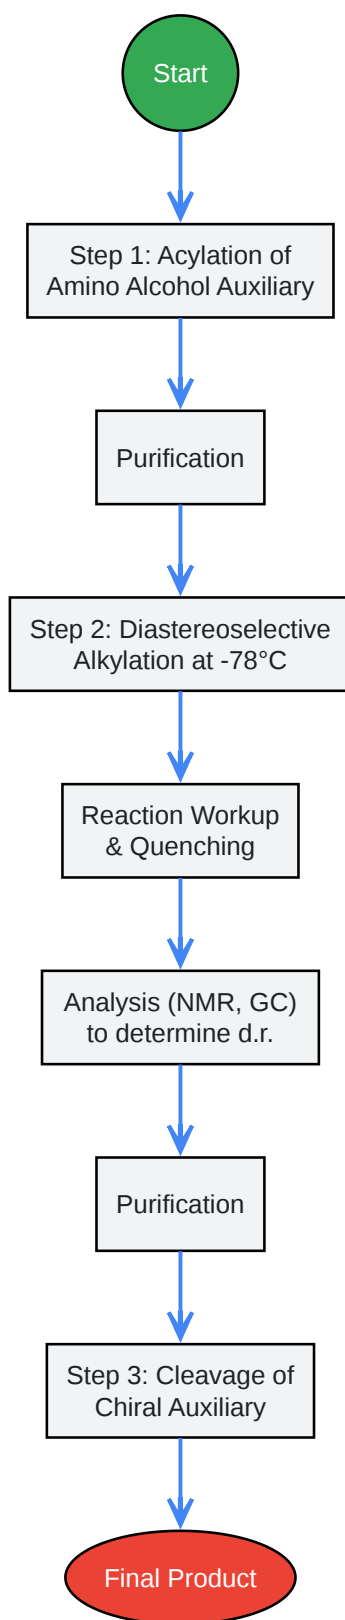 Start
Step 1: Acylation of
Amino Alcohol Auxiliary
Purification
Step 2: Diastereoselective
Alkylation at -78°C
Reaction Workup
& Quenching
Analysis (NMR, GC)
to determine d.r.
Purification
Step 3: Cleavage of
Chiral Auxiliary
Final Product